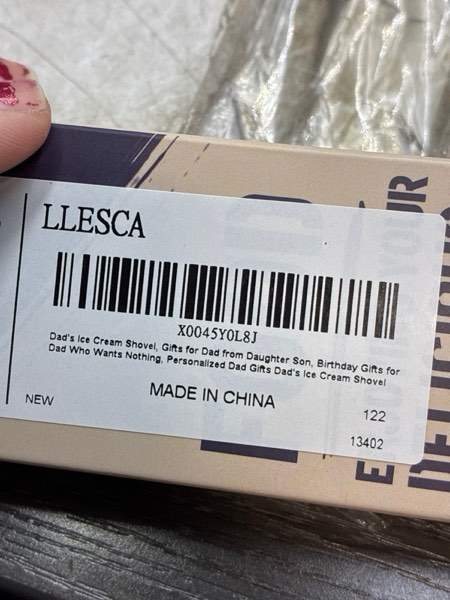 LLESCA
X0045Y0L8J
Dad's Ice Cream Shovel, Gifts for Dad from Daughter Son, Birthday Gifts for
Dad Who Wants Nothing, Personalized Dad Gifts Dad's Ice Cream Shovel
MADE IN CHINA
NEW
122
13402